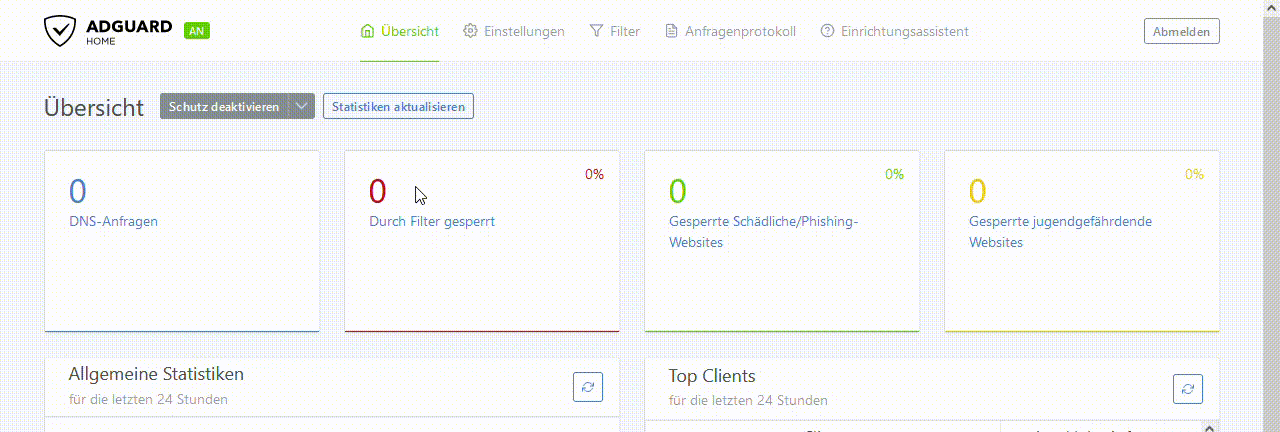 ADGUARD HOME AN Übersicht Einstellungen Filter Anfragenprotokoll Einrichtungsassistent Abmelden
Übersicht Schutz deaktivieren Statistiken aktualisieren
0
DNS-Anfragen
0 0%
Durch Filter gesperrt
0 0%
Gesperrte Schädliche/Phishing-
Websites
0 0%
Gesperrte jugendgefährdende
Websites
Allgemeine Statistiken
für die letzten 24 Stunden
Top Clients
für die letzten 24 Stunden